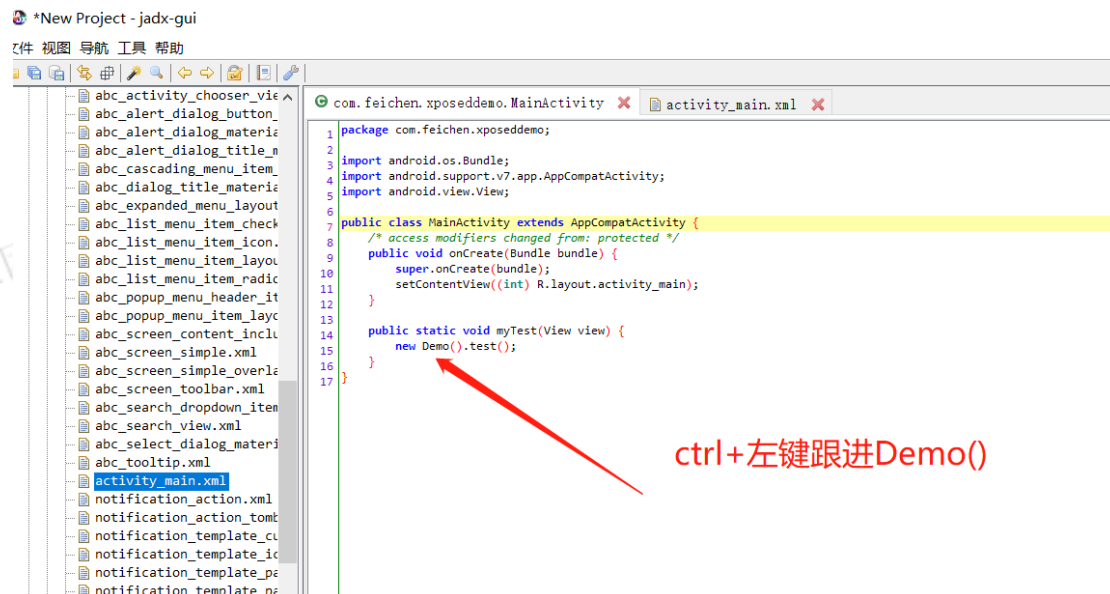 *New Project - jadx-gui
文件 视图 导航 工具 帮助
abc_activity_chooser_vie
abc_alert_dialog_button_
abc_alert_dialog_materia
abc_alert_dialog_title_m
abc_cascading_menu_item_
abc_dialog_title_materia
abc_expanded_menu_layout
abc_list_menu_item_check
abc_list_menu_item_icon.
abc_list_menu_item_layou
abc_list_menu_item_radic
abc_popup_menu_header_it
abc_popup_menu_item_layc
abc_screen_content_inclu
abc_screen_simple.xml
abc_screen_simple_overla
abc_screen_toolbar.xml
abc_search_dropdown_item
abc_search_view.xml
abc_select_dialog_materi
abc_tooltip.xml
activity_main.xml
notification_action.xml
notification_action_tomb
notification_template_cu
notification_template_ic
notification_template_pa
notification_template_pa
com.feichen.xposeddemo.MainActivity
activity_main.xml
1 package com.feichen.xposeddemo;
2
3 import android.os.Bundle;
4 import android.support.v7.app.AppCompatActivity;
5 import android.view.View;
6
7 public class MainActivity extends AppCompatActivity {
8 /* access modifiers changed from: protected */
9 public void onCreate(Bundle bundle) {
10 super.onCreate(bundle);
11 setContentView((int) R.layout.activity_main);
12 }
13
14 public static void myTest(View view) {
15 new Demo().test();
16 }
17 }
ctrl+左键跟进Demo()